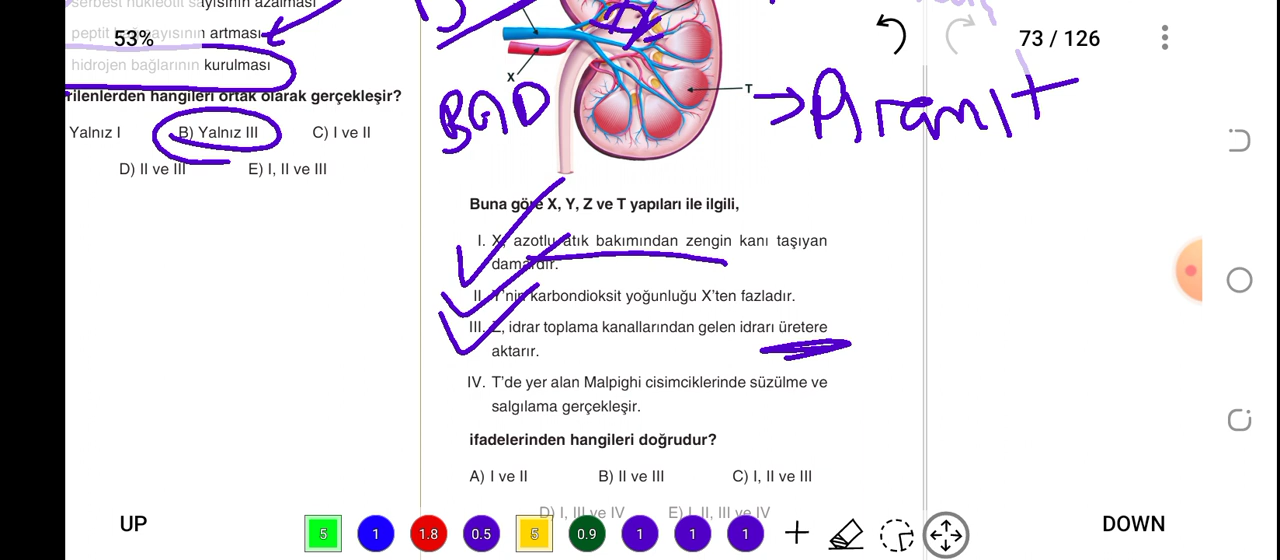 serbest nükleotit sayısının azalması
peptit bağ sayısının artması
hidrojen bağlarının kurulması
rilenlerden hangileri ortak olarak gerçekleşir?
Yalnız I B) Yalnız III C) I ve II
D) II ve III E) I, II ve III
53%
73 / 126
X
T
BGD
Piramit
Buna göre X, Y, Z ve T yapıları ile ilgili,
I. X, azotlu atık bakımından zengin kanı taşıyan
damardır.
II. Y'nin karbondioksit yoğunluğu X'ten fazladır.
III. Z, idrar toplama kanallarından gelen idrarı üretere
aktarır.
IV. T'de yer alan Malpighi cisimciklerinde süzülme ve
salgılama gerçekleşir.
ifadelerinden hangileri doğrudur?
A) I ve II B) II ve III C) I, II ve III
D) I, III ve IV E) I, II, III ve IV
UP
5 1 1.8 0.5 5 0.9 1 1 1
DOWN